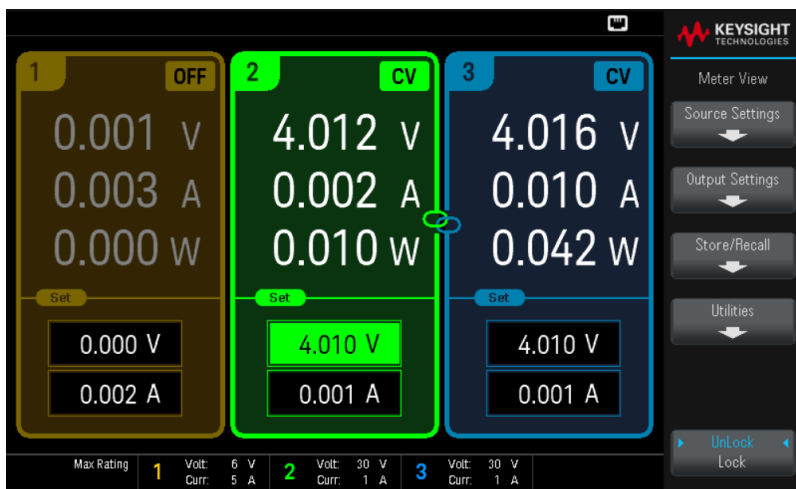 KEYSIGHT
TECHNOLOGIES
Meter View
Source Settings
Output Settings
Store/Recall
Utilities
UnLock
Lock
1 OFF
0.001 V
0.003 A
0.000 W
Set
0.000 V
0.002 A
2 CV
4.012 V
0.002 A
0.010 W
Set
4.010 V
0.001 A
3 CV
4.016 V
0.010 A
0.042 W
Set
4.010 V
0.001 A
Max Rating
1 Volt: 6 V
Curr: 5 A
2 Volt: 30 V
Curr: 1 A
3 Volt: 30 V
Curr: 1 A